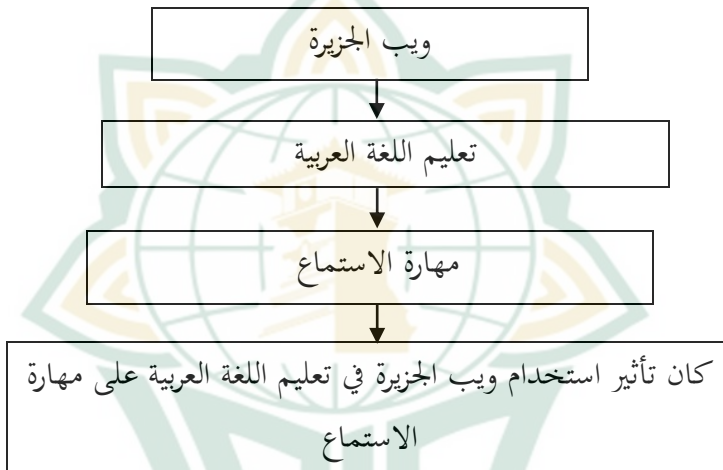 ويب الجزيرة
تعليم اللغة العربية
مهارة الاستماع
كان تأثير استخدام ويب الجزيرة في تعليم اللغة العربية على مهارة
الاستماع